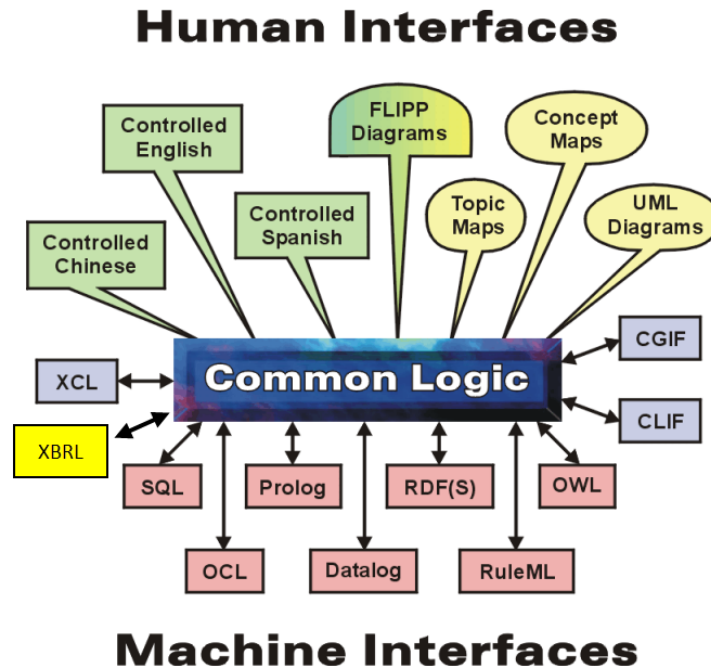 Human Interfaces
FLIPP
Diagrams
Controlled
English
Concept
Maps
Controlled
Spanish
Topic
Maps
UML
Diagrams
Controlled
Chinese
CGIF
XCL
Common Logic
CLIF
XBRL
SQL
Prolog
RDF(S)
OWL
OCL
Datalog
RuleML
Machine Interfaces